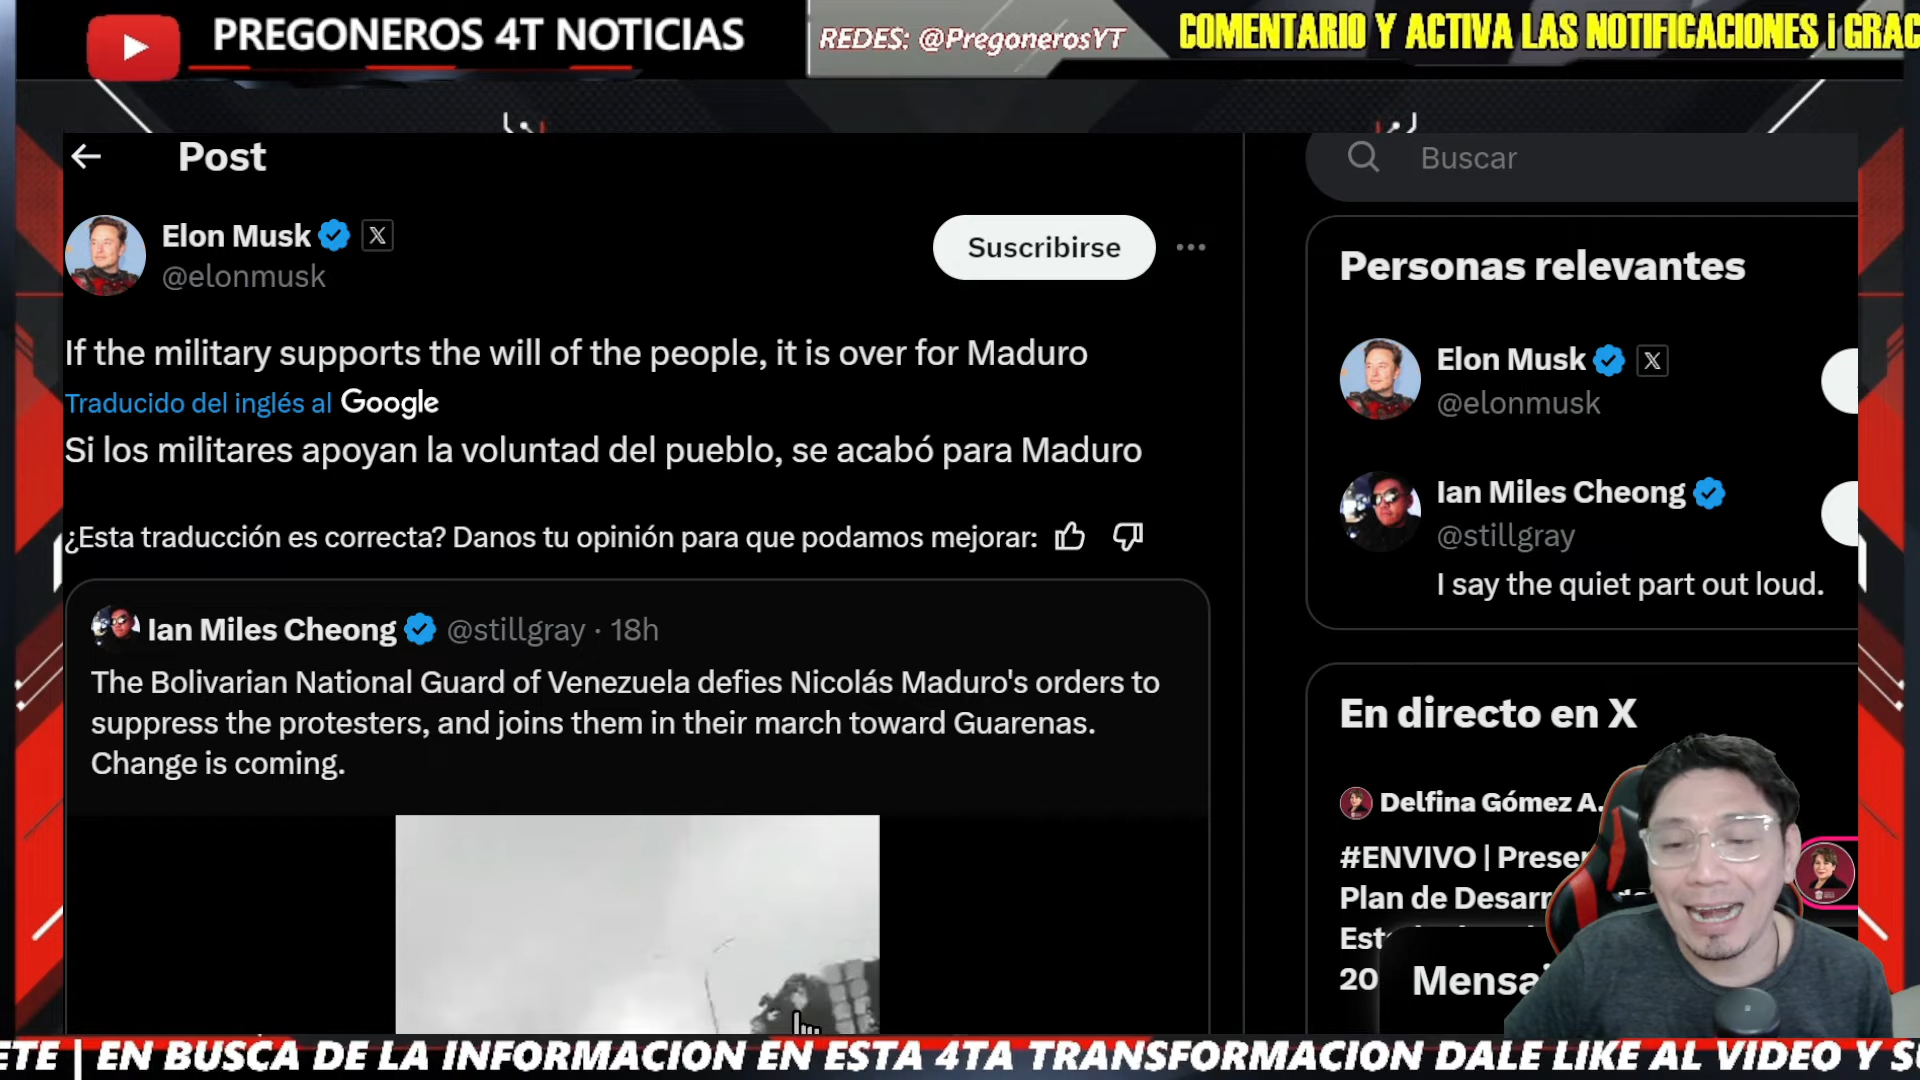 PREGONEROS 4T NOTICIAS
REDES: @PregonerosYT
COMENTARIO Y ACTIVA LAS NOTIFICACIONES ¡ GRAC
Post
Buscar
Elon Musk
@elonmusk
Suscribirse
If the military supports the will of the people, it is over for Maduro
Traducido del inglés al Google
Si los militares apoyan la voluntad del pueblo, se acabó para Maduro
¿Esta traducción es correcta? Danos tu opinión para que podamos mejorar:
Ian Miles Cheong @stillgray · 18h
The Bolivarian National Guard of Venezuela defies Nicolás Maduro's orders to
suppress the protesters, and joins them in their march toward Guarenas.
Change is coming.
Personas relevantes
Elon Musk
@elonmusk
Ian Miles Cheong
@stillgray
I say the quiet part out loud.
En directo en X
Delfina Gómez A.
#ENVIVO | Presen
Plan de Desarr
Est
20
Mensaj
ETE | EN BUSCA DE LA INFORMACION EN ESTA 4TA TRANSFORMACION DALE LIKE AL VIDEO Y SU